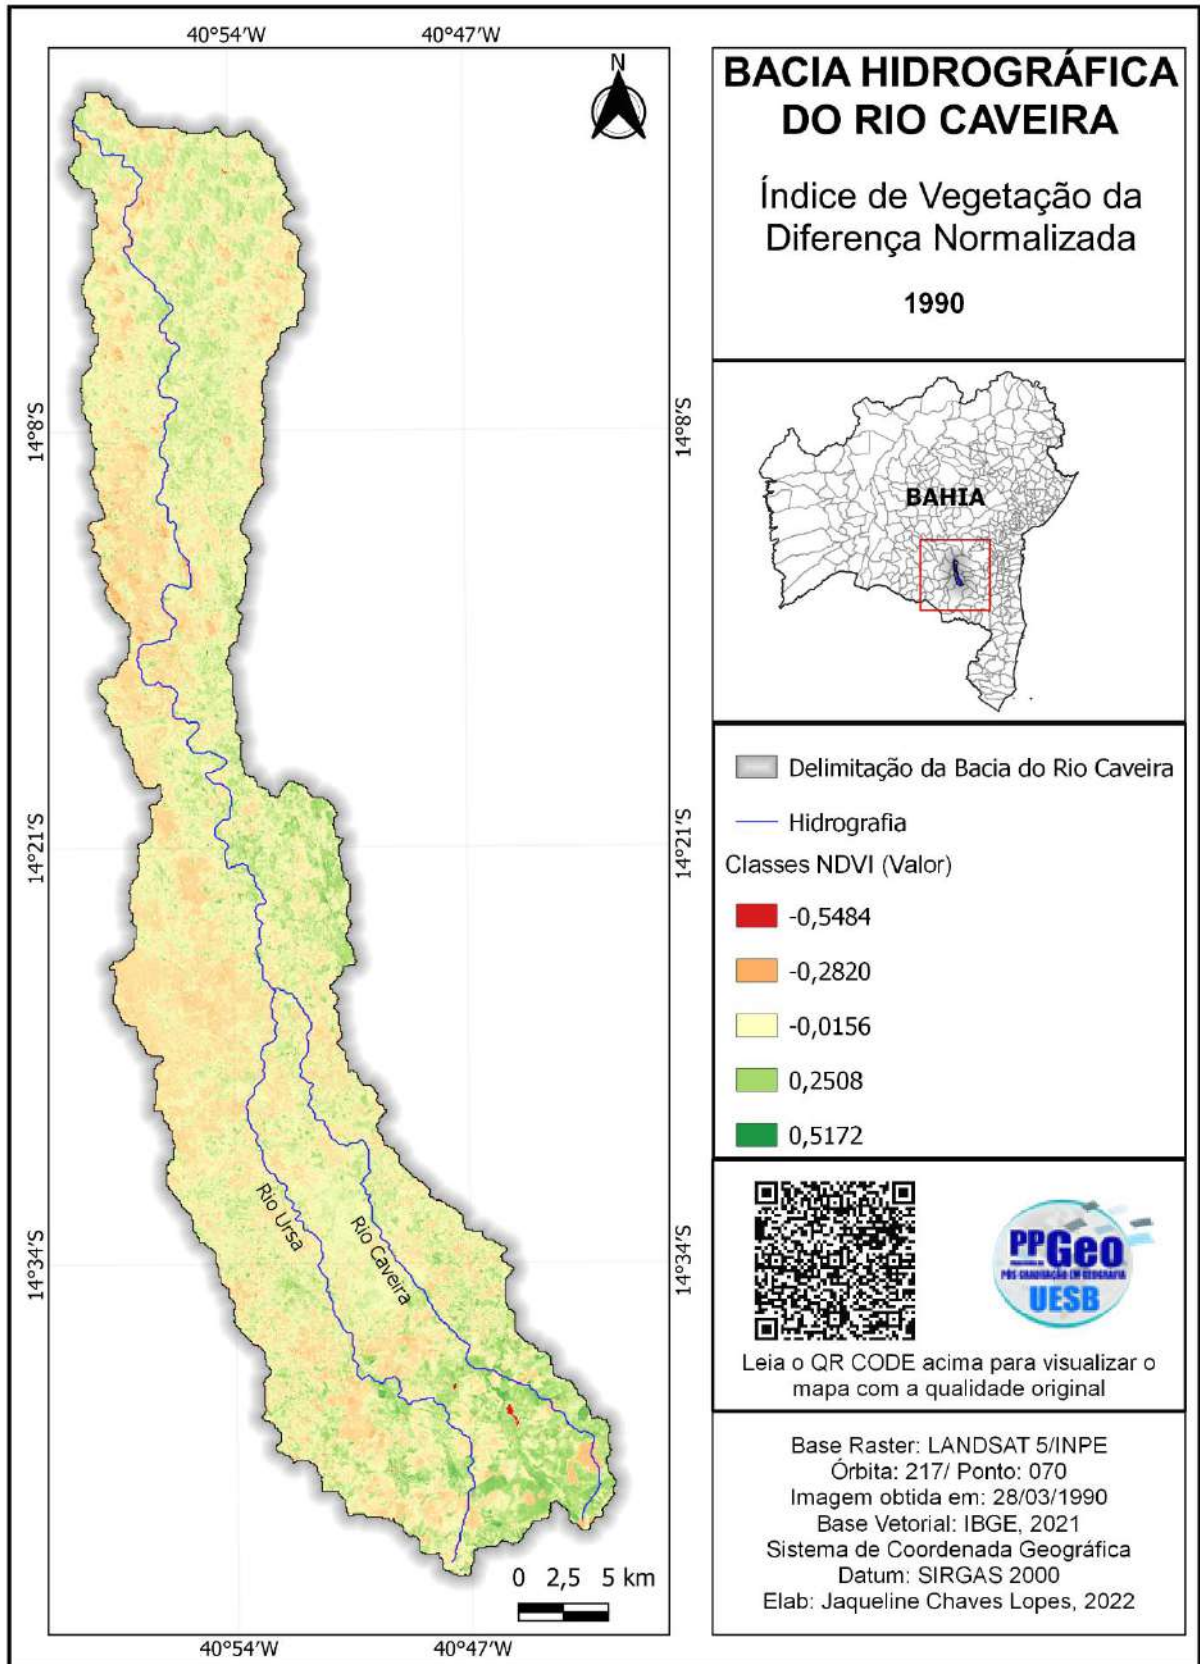 40°54'W
40°47'W
N
14°8'S
14°8'S
14°21'S
14°21'S
14°34'S
14°34'S
Rio Ursa
Rio Caveira
0 2,5 5 km
40°54'W
40°47'W
BACIA HIDROGRÁFICA
DO RIO CAVEIRA
Índice de Vegetação da
Diferença Normalizada
1990
BAHIA
Delimitação da Bacia do Rio Caveira
Hidrografia
Classes NDVI (Valor)
-0,5484
-0,2820
-0,0156
0,2508
0,5172
PPGeo
PÓS-GRADUAÇÃO EM GEOGRAFIA
UESB
Leia o QR CODE acima para visualizar o
mapa com a qualidade original
Base Raster: LANDSAT 5/INPE
Órbita: 217/ Ponto: 070
Imagem obtida em: 28/03/1990
Base Vetorial: IBGE, 2021
Sistema de Coordenada Geográfica
Datum: SIRGAS 2000
Elab: Jaqueline Chaves Lopes, 2022